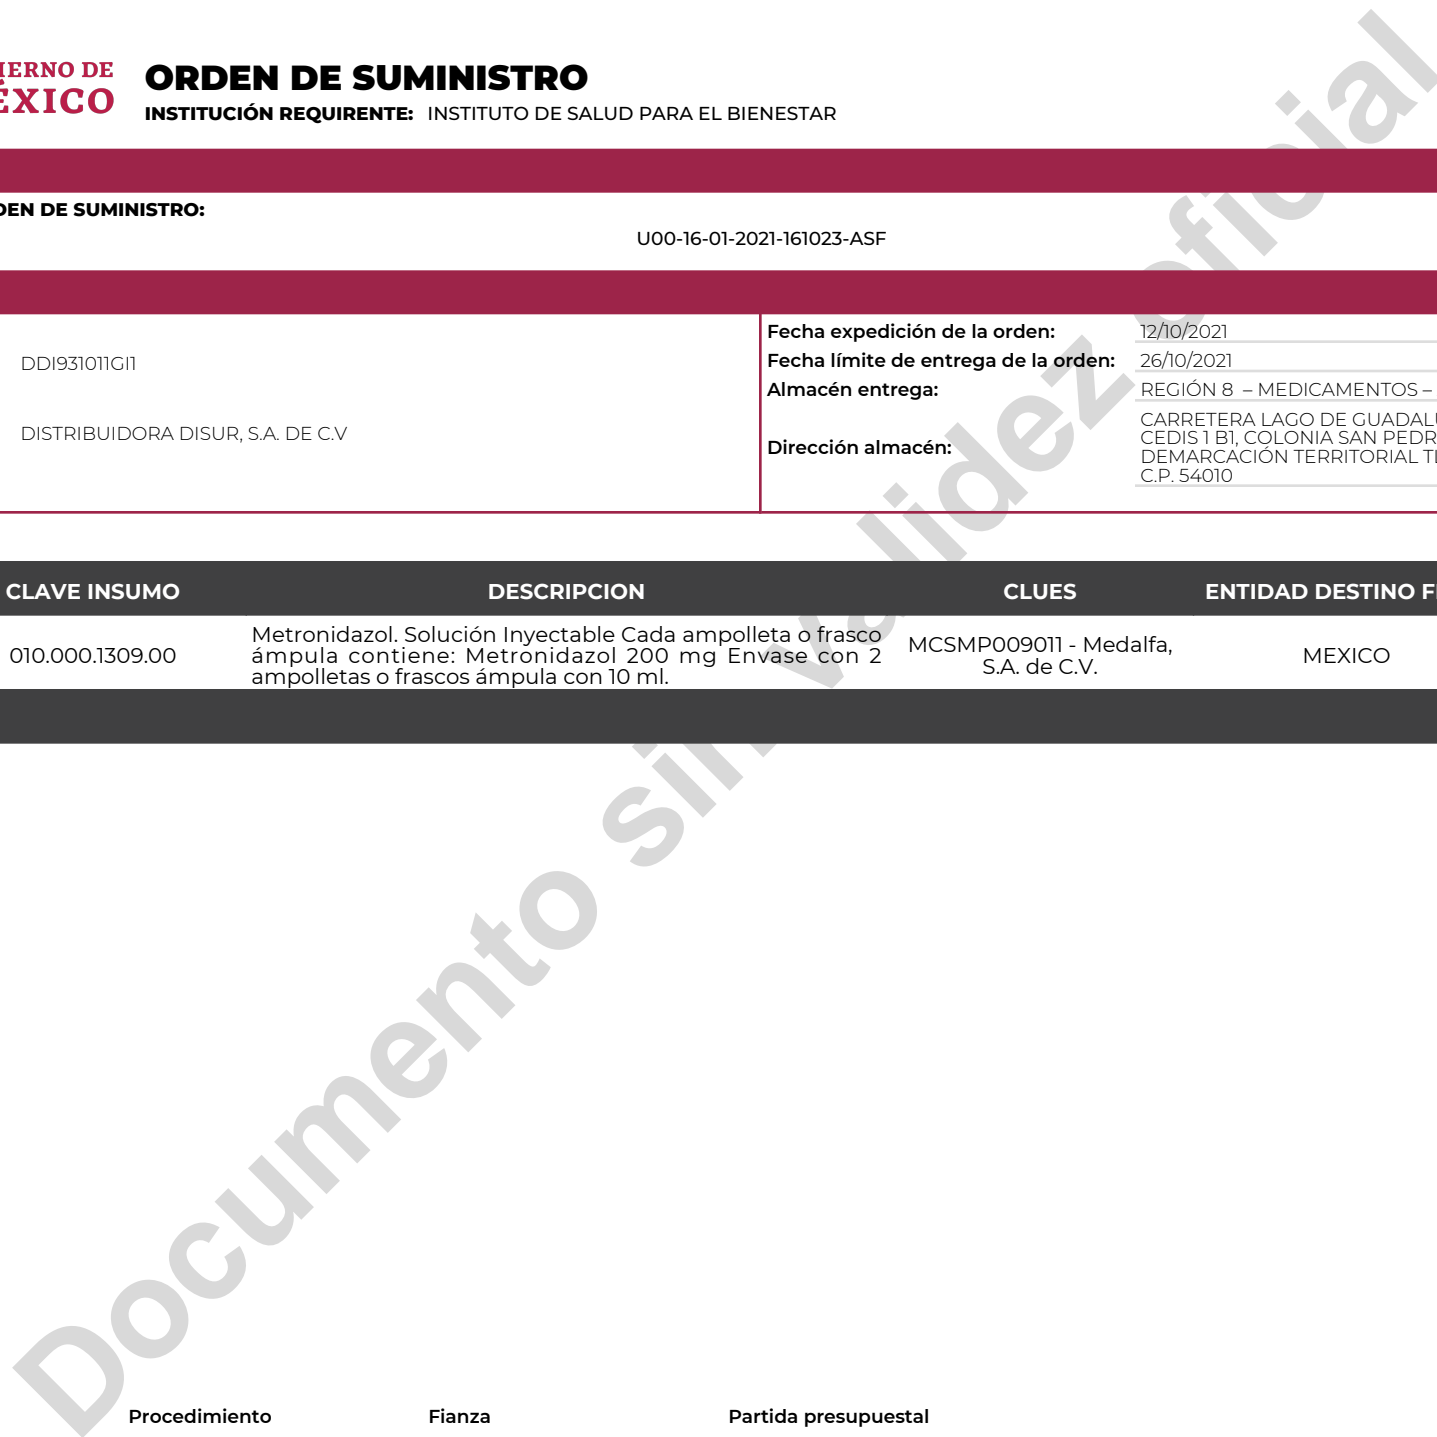 IERNO DE
ÉXICO
ORDEN DE SUMINISTRO
INSTITUCIÓN REQUIRENTE: INSTITUTO DE SALUD PARA EL BIENESTAR
DEN DE SUMINISTRO:
U00-16-01-2021-161023-ASF
DDI931011GI1
DISTRIBUIDORA DISUR, S.A. DE C.V
Fecha expedición de la orden: 12/10/2021
Fecha límite de entrega de la orden: 26/10/2021
Almacén entrega: REGIÓN 8 – MEDICAMENTOS –
Dirección almacén:
CARRETERA LAGO DE GUADALU
CEDIS 1 B1, COLONIA SAN PEDR
DEMARCACIÓN TERRITORIAL TL
C.P. 54010
CLAVE INSUMO DESCRIPCION CLUES ENTIDAD DESTINO FI
010.000.1309.00
Metronidazol. Solución Inyectable Cada ampolleta o frasco
ámpula contiene: Metronidazol 200 mg Envase con 2
ampolletas o frascos ámpula con 10 ml.
MCSMP009011 - Medalfa,
S.A. de C.V.
MEXICO
Documento sin validez oficial
Procedimiento Fianza Partida presupuestal